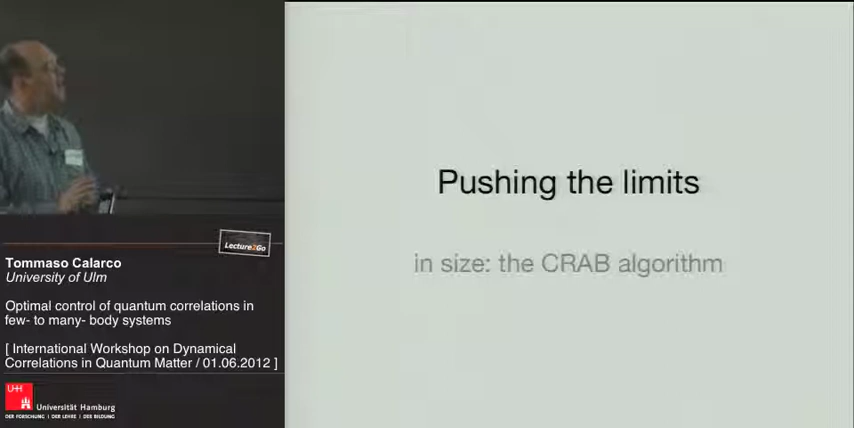 Pushing the limits
in size: the CRAB algorithm
Lecture2Go
Tommaso Calarco
University of Ulm
Optimal control of quantum correlations in
few- to many- body systems
[ International Workshop on Dynamical
Correlations in Quantum Matter / 01.06.2012 ]
UH
Universität Hamburg
DER FORSCHUNG | DER LEHRE | DER BILDUNG